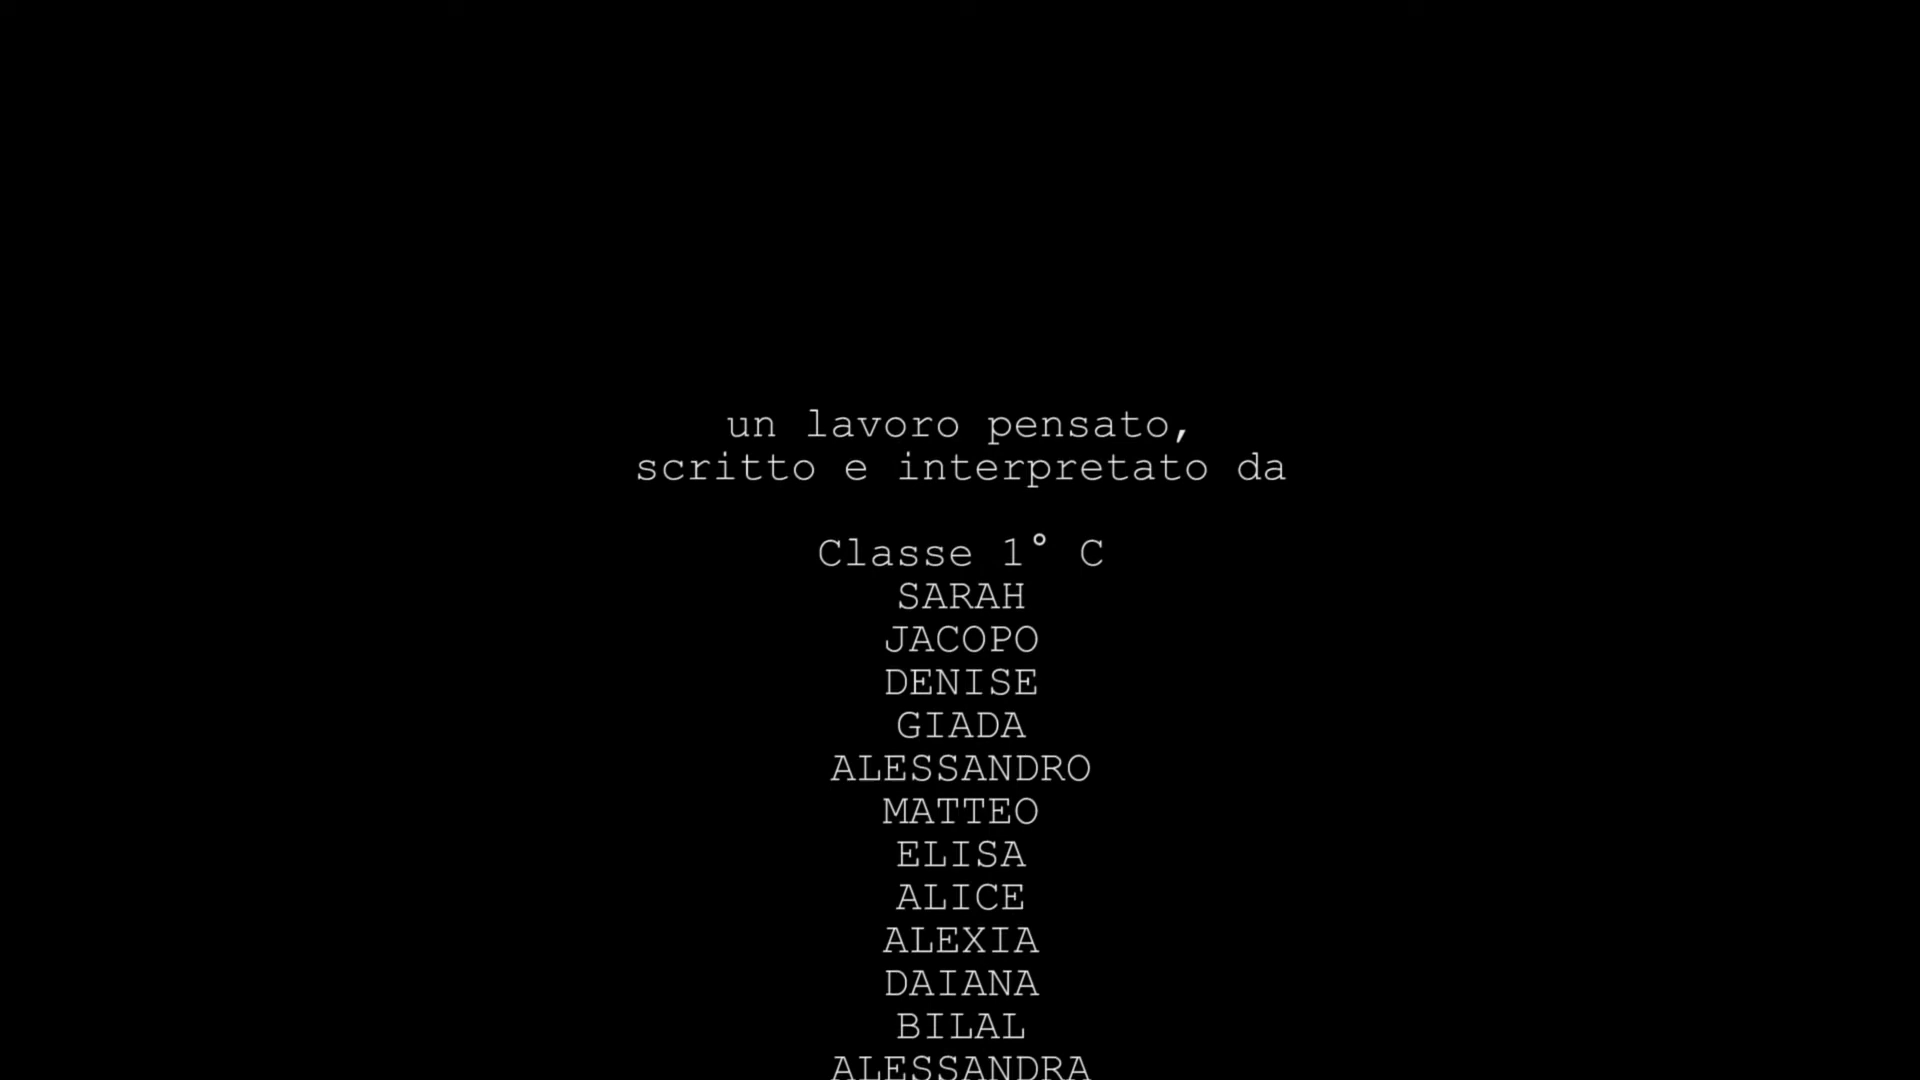 un lavoro pensato,
scritto e interpretato da
Classe 1° C
SARAH
JACOPO
DENISE
GIADA
ALESSANDRO
MATTEO
ELISA
ALICE
ALEXIA
DAIANA
BILAL
ALESSANDRA